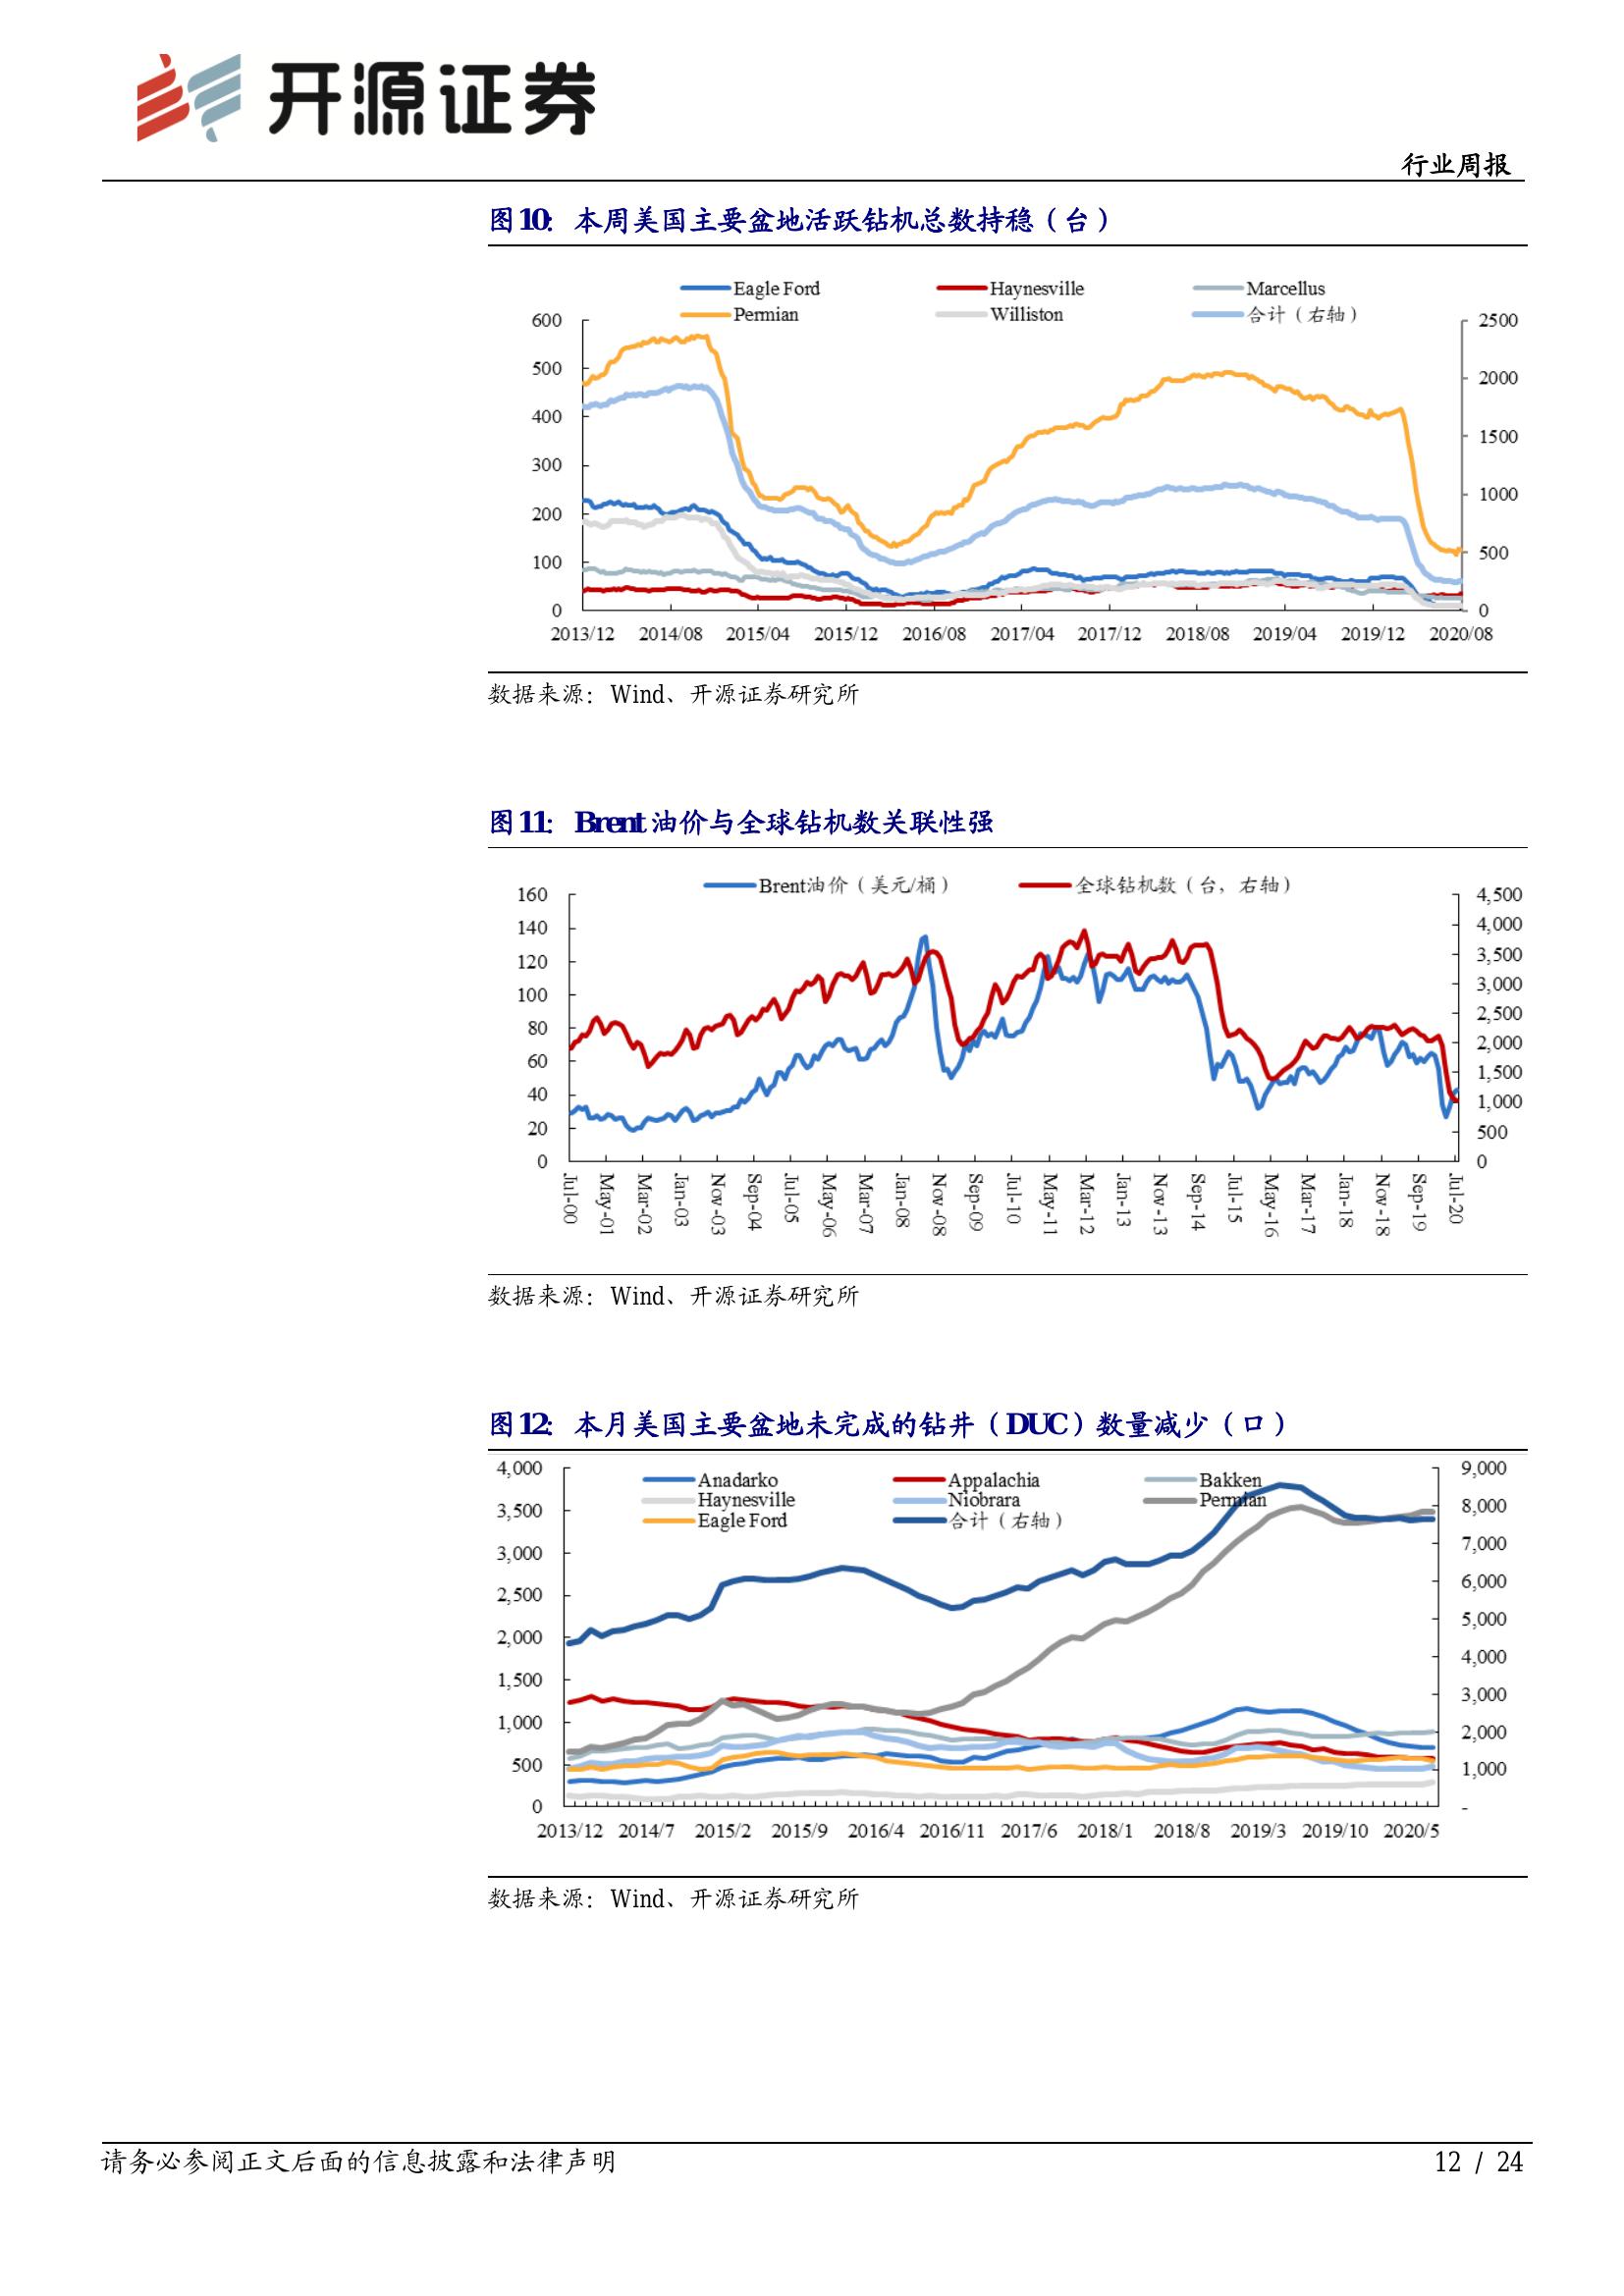 开源证券
行业周报
图10： 本周美国主要盆地活跃钻机总数持稳（台）
Eagle Ford Haynesville Marcellus
Permian Williston 合计（右轴）
600 2500
500 2000
400 1500
300 1000
200 500
100 0
0
2013/12 2014/08 2015/04 2015/12 2016/08 2017/04 2017/12 2018/08 2019/04 2019/12 2020/08
数据来源：Wind、开源证券研究所
图11： Brent 油价与全球钻机数关联性强
Brent油价（美元/桶） 全球钻机数（台，右轴）
160 4,500
140 4,000
120 3,500
100 3,000
80 2,500
60 2,000
40 1,500
20 1,000
0 500
0
Jul-00 May-01 Mar-02 Jan-03 Nov-03 Sep-04 Jul-05 May-06 Mar-07 Jan-08 Nov-08 Sep-09 Jul-10 May-11 Mar-12 Jan-13 Nov-13 Sep-14 Jul-15 May-16 Mar-17 Jan-18 Nov-18 Sep-19 Jul-20
数据来源：Wind、开源证券研究所
图12： 本月美国主要盆地未完成的钻井（DUC）数量减少（口）
Anadarko Appalachia Bakken
Haynesville Niobrara Permian
Eagle Ford 合计（右轴）
4,000 9,000
3,500 8,000
3,000 7,000
2,500 6,000
2,000 5,000
1,500 4,000
1,000 3,000
500 2,000
0 1,000
-
2013/12 2014/7 2015/2 2015/9 2016/4 2016/11 2017/6 2018/1 2018/8 2019/3 2019/10 2020/5
数据来源：Wind、开源证券研究所
请务必参阅正文后面的信息披露和法律声明 12 / 24